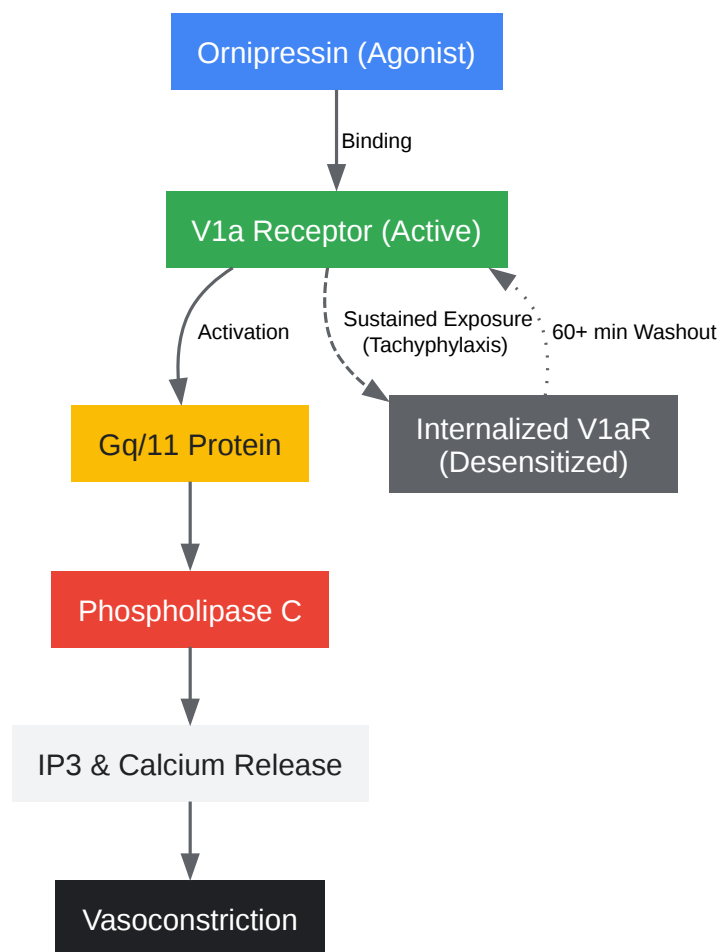 Ornipressin (Agonist)
Binding
V1a Receptor (Active)
Activation
Sustained Exposure
(Tachyphylaxis)
60+ min Washout
Gq/11 Protein
Internalized V1aR
(Desensitized)
Phospholipase C
IP3 & Calcium Release
Vasoconstriction